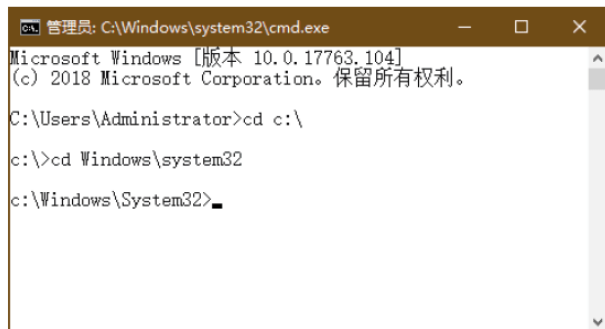 管理员: C:\Windows\system32\cmd.exe
Microsoft Windows [版本 10.0.17763.104]
(c) 2018 Microsoft Corporation。保留所有权利。
C:\Users\Administrator>cd c:\
c:\>cd Windows\system32
c:\Windows\System32>